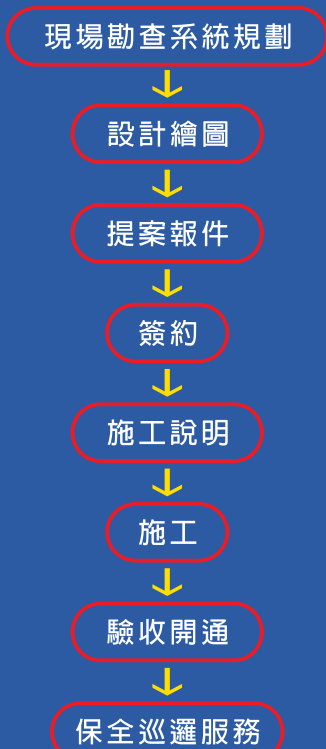 現場勘查系統規劃
設計繪圖
提案報件
簽約
施工說明
施工
驗收開通
保全巡邏服務